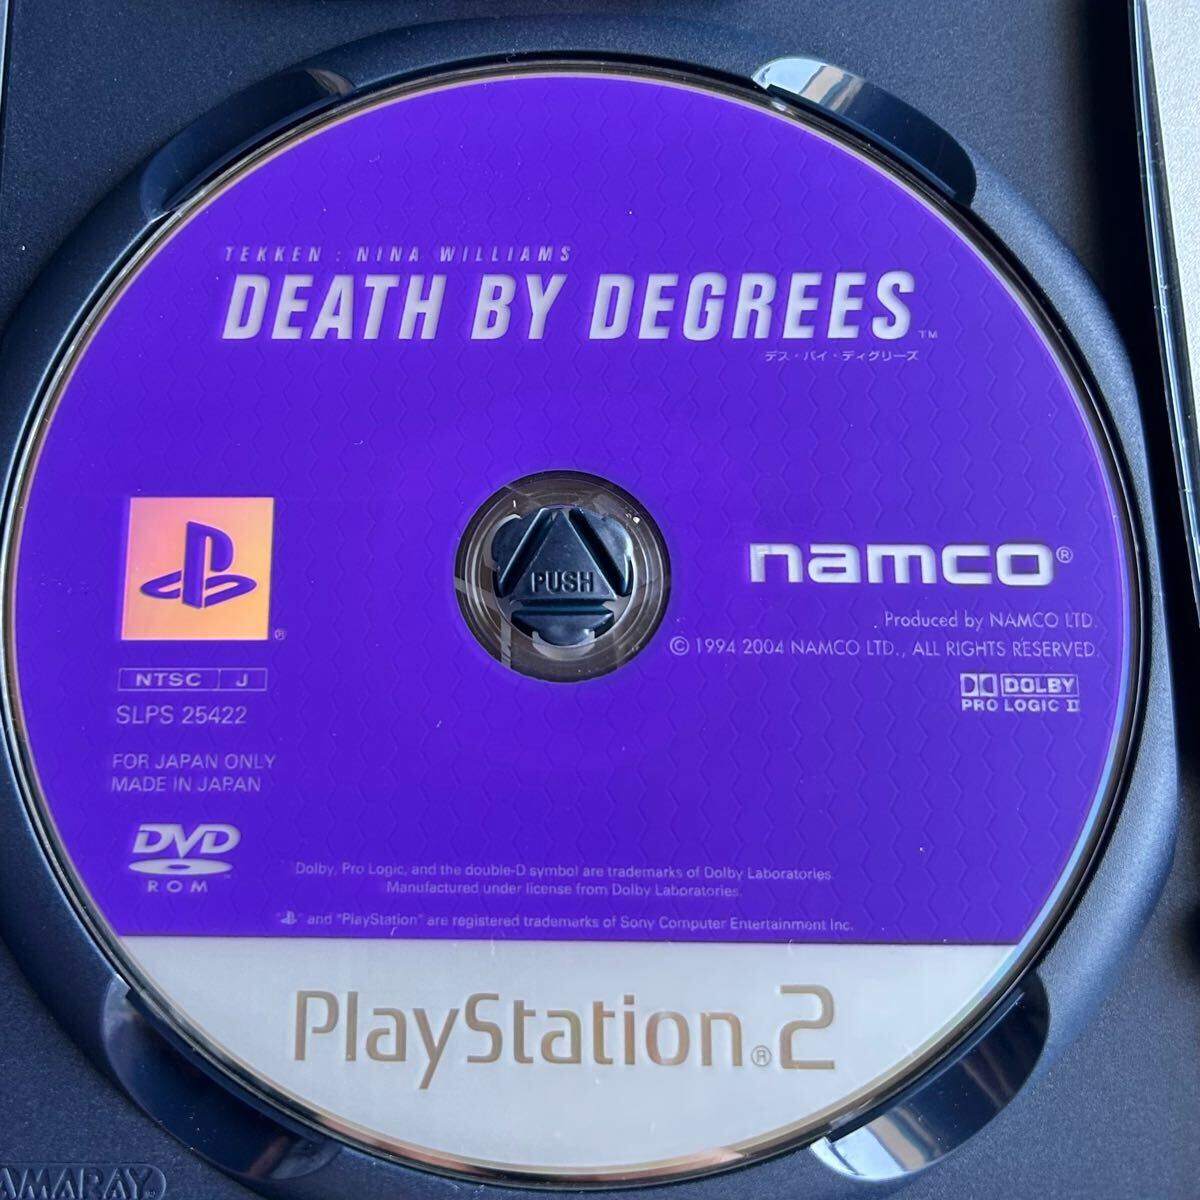 TEKKEN : NINA WILLIAMS
DEATH BY DEGREES™
デス・バイ・ディグリーズ
PUSH
namco®
Produced by NAMCO LTD.
© 1994 2004 NAMCO LTD., ALL RIGHTS RESERVED.
DOLBY
PRO LOGIC II
®
NTSC J
SLPS 25422
FOR JAPAN ONLY
MADE IN JAPAN
DVD
ROM
Dolby, Pro Logic, and the double-D symbol are trademarks of Dolby Laboratories.
Manufactured under license from Dolby Laboratories.
" " and "PlayStation" are registered trademarks of Sony Computer Entertainment Inc.
PlayStation®2
AMARAY®